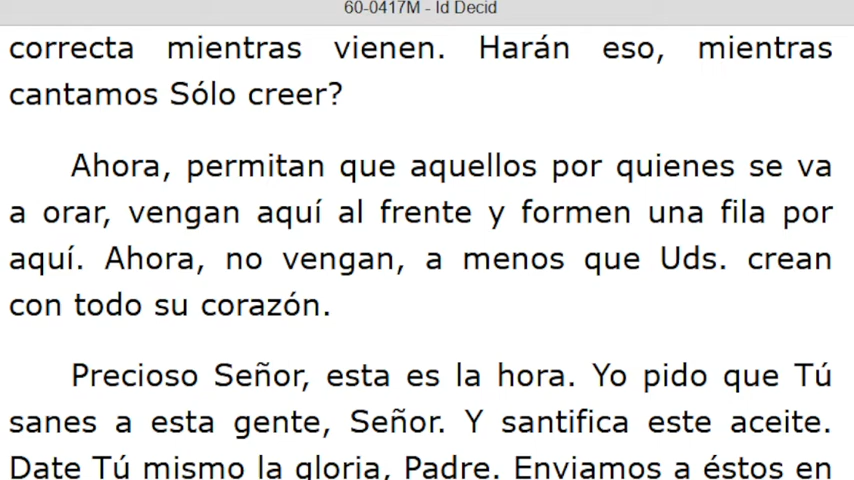 60-0417M - Id Decid
correcta mientras vienen. Harán eso, mientras
cantamos Sólo creer?
Ahora, permitan que aquellos por quienes se va
a orar, vengan aquí al frente y formen una fila por
aquí. Ahora, no vengan, a menos que Uds. crean
con todo su corazón.
Precioso Señor, esta es la hora. Yo pido que Tú
sanes a esta gente, Señor. Y santifica este aceite.
Date Tú mismo la gloria, Padre. Enviamos a éstos en